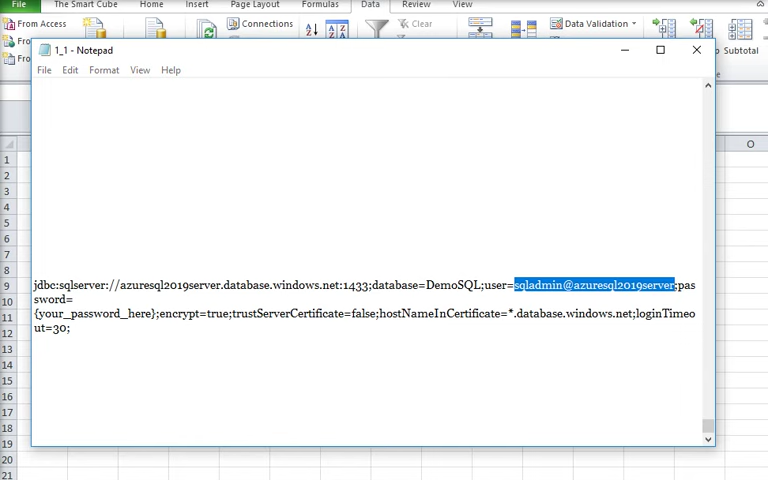 File The Smart Cube Home Insert Page Layout Formulas Data Review View
From Access Connections Clear Data Validation
Fro
Fro Subtotal
1_1 - Notepad
File Edit Format View Help
O
1
2
3
4
5
6
7
8
9
10
11
12
13
14
15
16
17
18
19
20
21
jdbc:sqlserver://azuresql2019server.database.windows.net:1433;database=DemoSQL;user=sqladmin@azuresql2019server;pas
sword=
{your_password_here};encrypt=true;trustServerCertificate=false;hostNameInCertificate=*.database.windows.net;loginTimeo
ut=30;